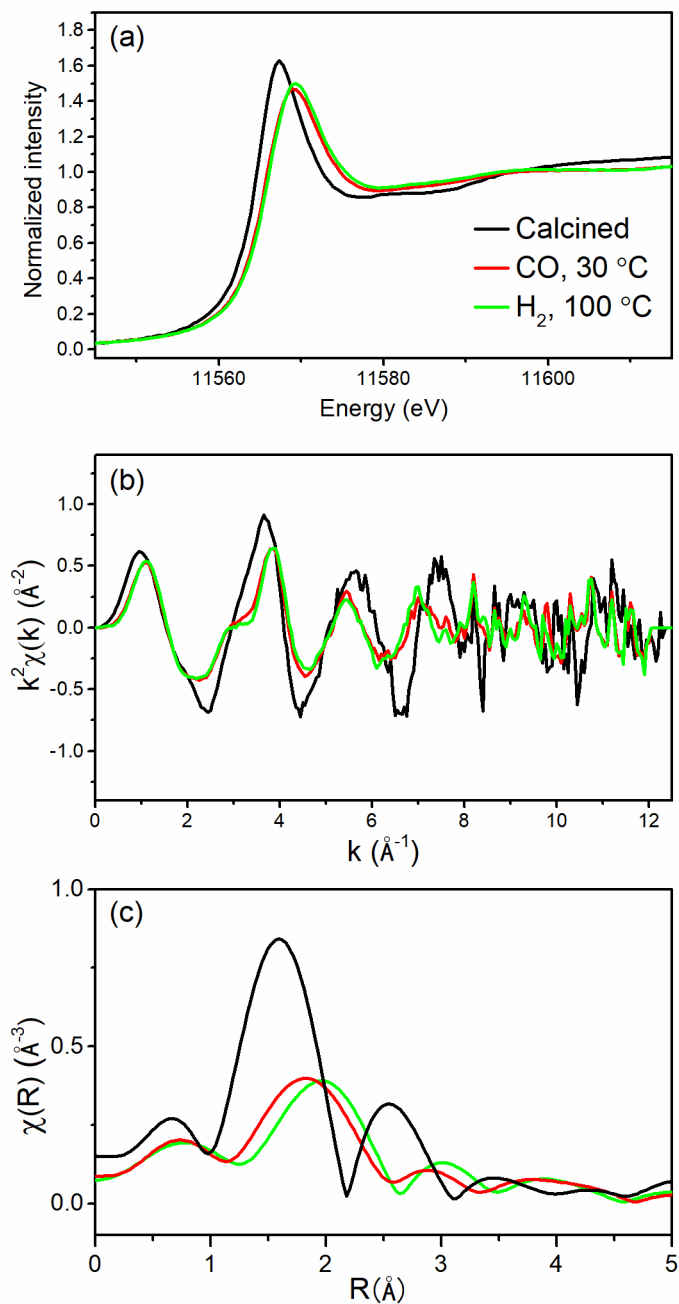 (a)
1.8
1.6
1.4
1.2
1.0
0.8
0.6
0.4
0.2
0.0
Normalized intensity
Calcined
CO, 30 °C
H₂, 100 °C
11560 11580 11600
Energy (eV)
(b)
1.0
0.5
0.0
-0.5
-1.0
k²χ(k) (Å⁻²)
0 2 4 6 8 10 12
k (Å⁻¹)
(c)
1.0
0.5
0.0
χ(R) (Å⁻³)
0 1 2 3 4 5
R(Å)